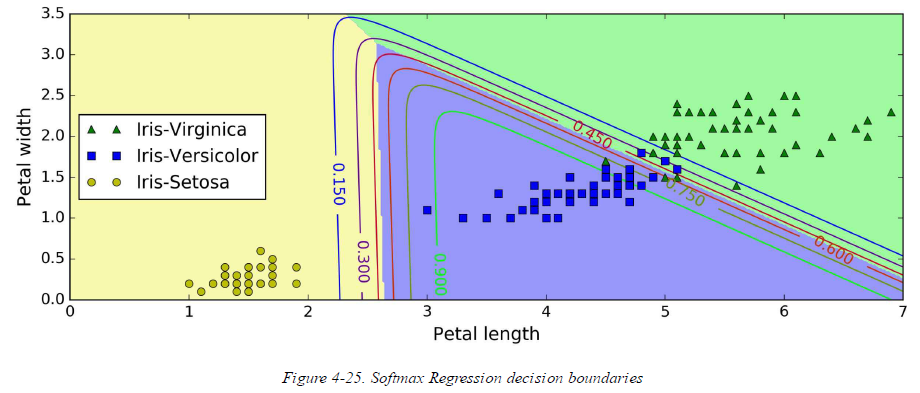 3.5
3.0
2.5
2.0
1.5
1.0
0.5
0.0
Petal width
Iris-Virginica
Iris-Versicolor
Iris-Setosa
0.150
0.300
0.900
0.450
0.750
0.600
0 1 2 3 4 5 6 7
Petal length
Figure 4-25. Softmax Regression decision boundaries